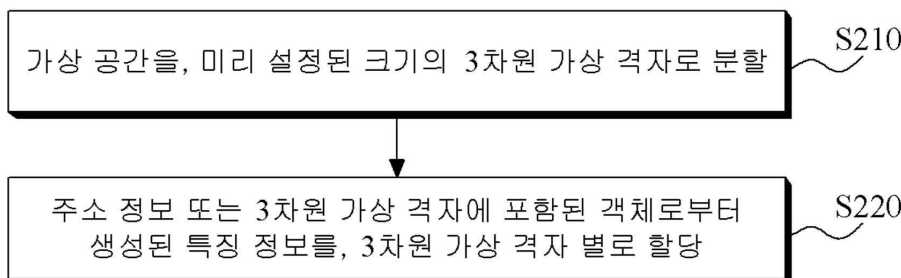 가상 공간을, 미리 설정된 크기의 3차원 가상 격자로 분할
S210
주소 정보 또는 3차원 가상 격자에 포함된 객체로부터
생성된 특징 정보를, 3차원 가상 격자 별로 할당
S220